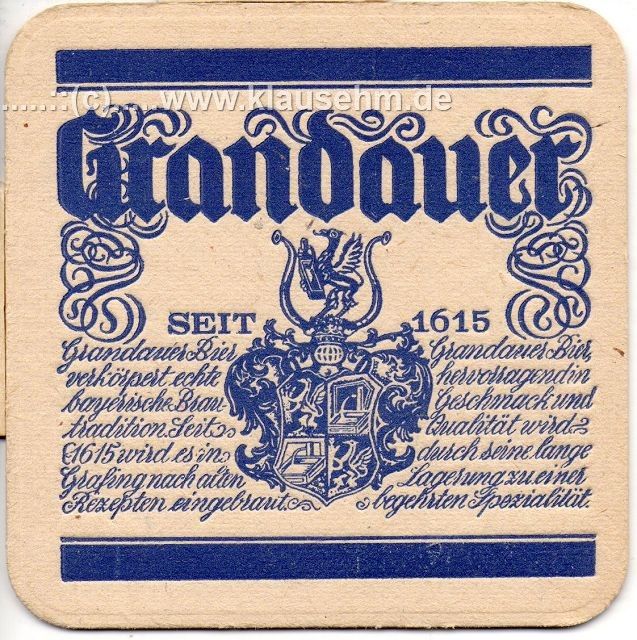 .......::(c).... www.klausehm.de
Grandauer
SEIT 1615
Grandauer Bier
verkörpert echte
bayerische Brau-
tradition. Seit
1615 wird es in
Grafing nach alten
Rezepten eingebraut.
Grandauer Bier,
hervorragend in
Geschmack und
Qualität wird
durch seine lange
Lagerung zu einer
begehrten Spezialität.